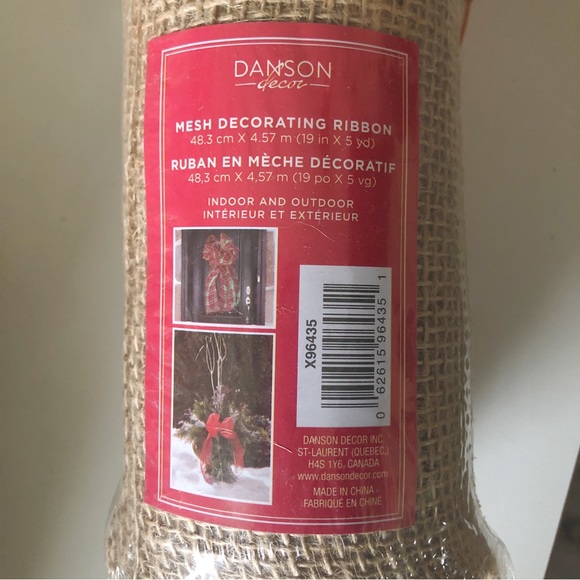 DANSON
decor
MESH DECORATING RIBBON
48.3 cm X 4.57 m (19 in X 5 yd)
RUBAN EN MÈCHE DÉCORATIF
48,3 cm X 4,57 m (19 po X 5 vg)
INDOOR AND OUTDOOR
INTÉRIEUR ET EXTÉRIEUR
X96435
0 62615 96435 1
DANSON DECOR INC.
ST-LAURENT (QUEBEC)
H4S 1Y6, CANADA
www.dansondecor.com
MADE IN CHINA
FABRIQUE EN CHINE